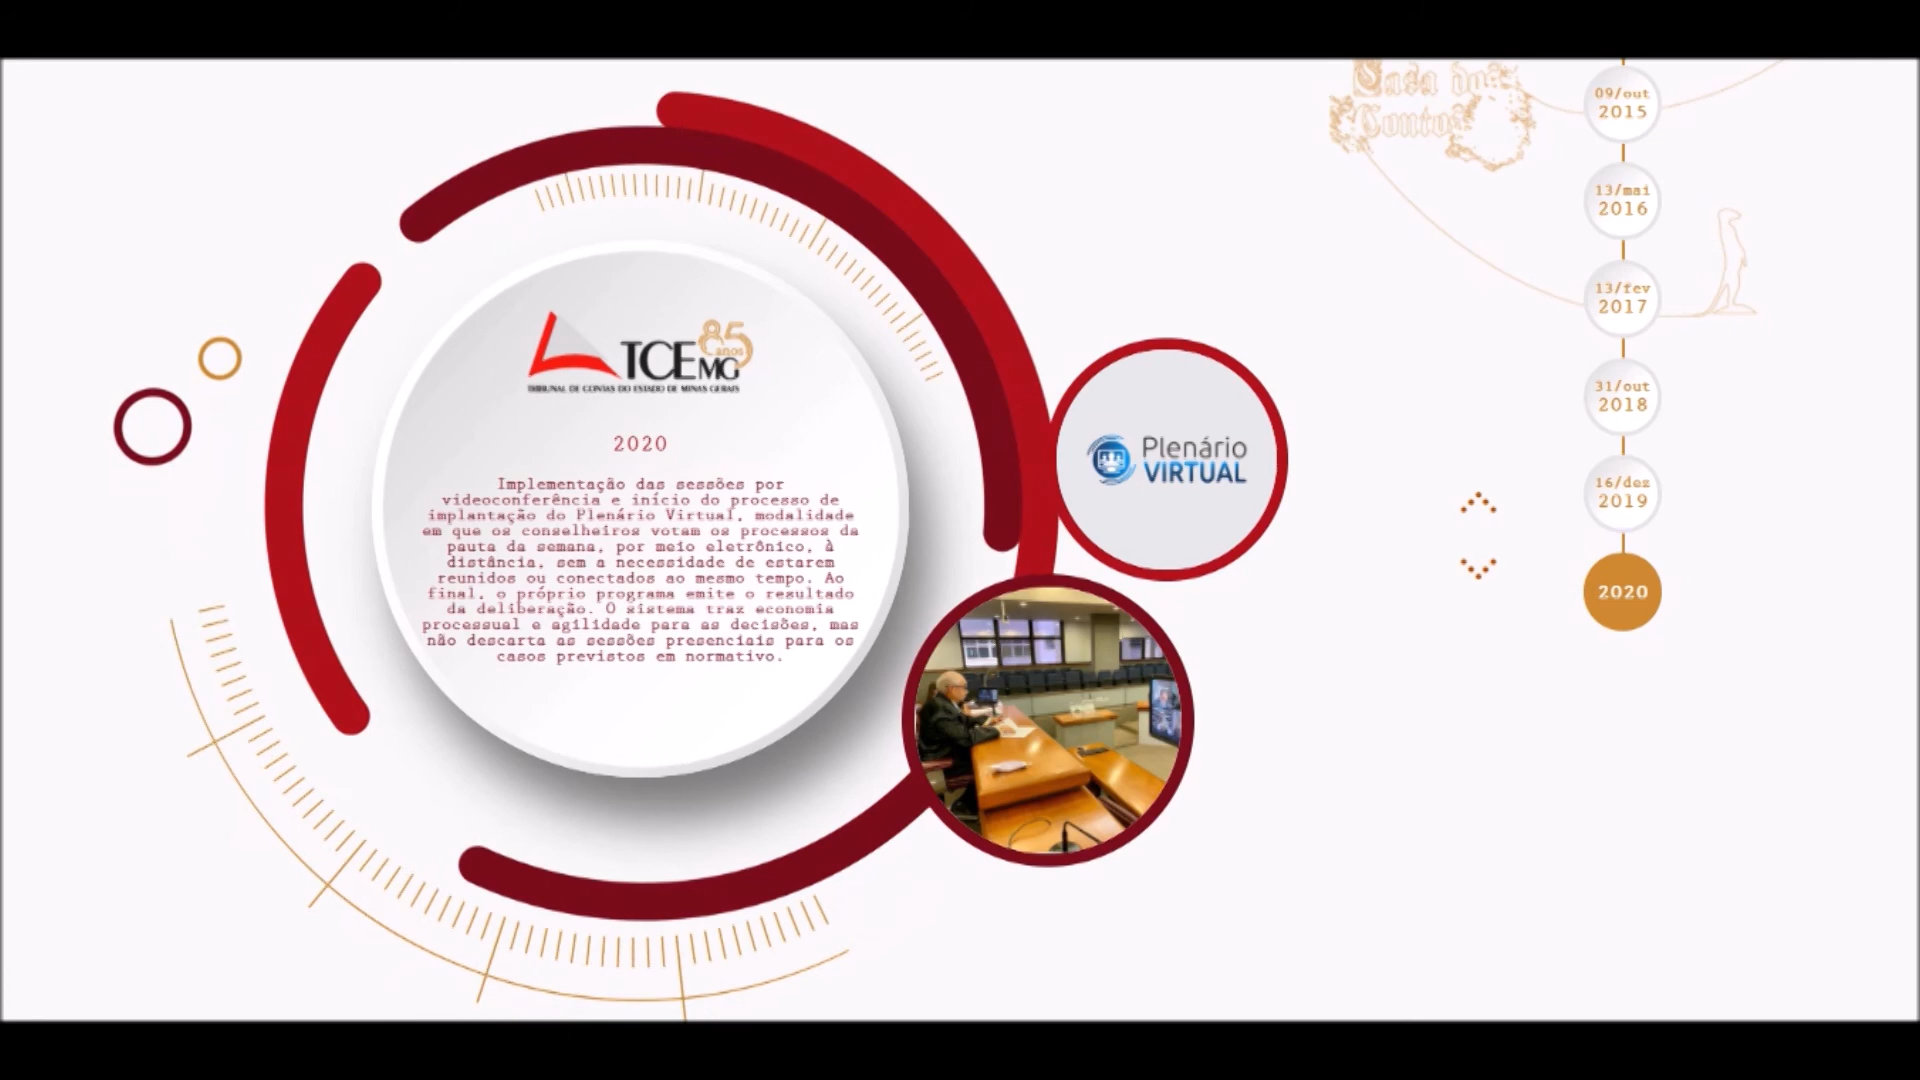 TCEMG
85
anos
TRIBUNAL DE CONTAS DO ESTADO DE MINAS GERAIS
2020
Implementação das sessões por
videoconferência e início do processo de
implantação do Plenário Virtual, modalidade
em que os conselheiros votam os processos da
pauta da semana, por meio eletrônico, à
distância, sem a necessidade de estarem
reunidos ou conectados ao mesmo tempo. Ao
final, o próprio programa emite o resultado
da deliberação. O sistema traz economia
processual e agilidade para as decisões, mas
não descarta as sessões presenciais para os
casos previstos em normativo.
Plenário
VIRTUAL
Casa dos
Contos
09/out
2015
13/mai
2016
13/fev
2017
31/out
2018
16/dez
2019
2020